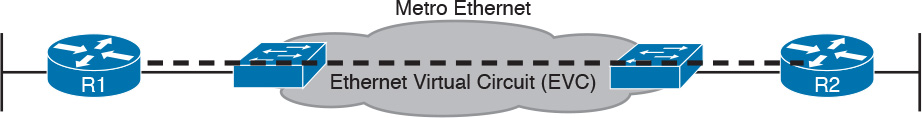 Metro Ethernet
R1
Ethernet Virtual Circuit (EVC)
R2